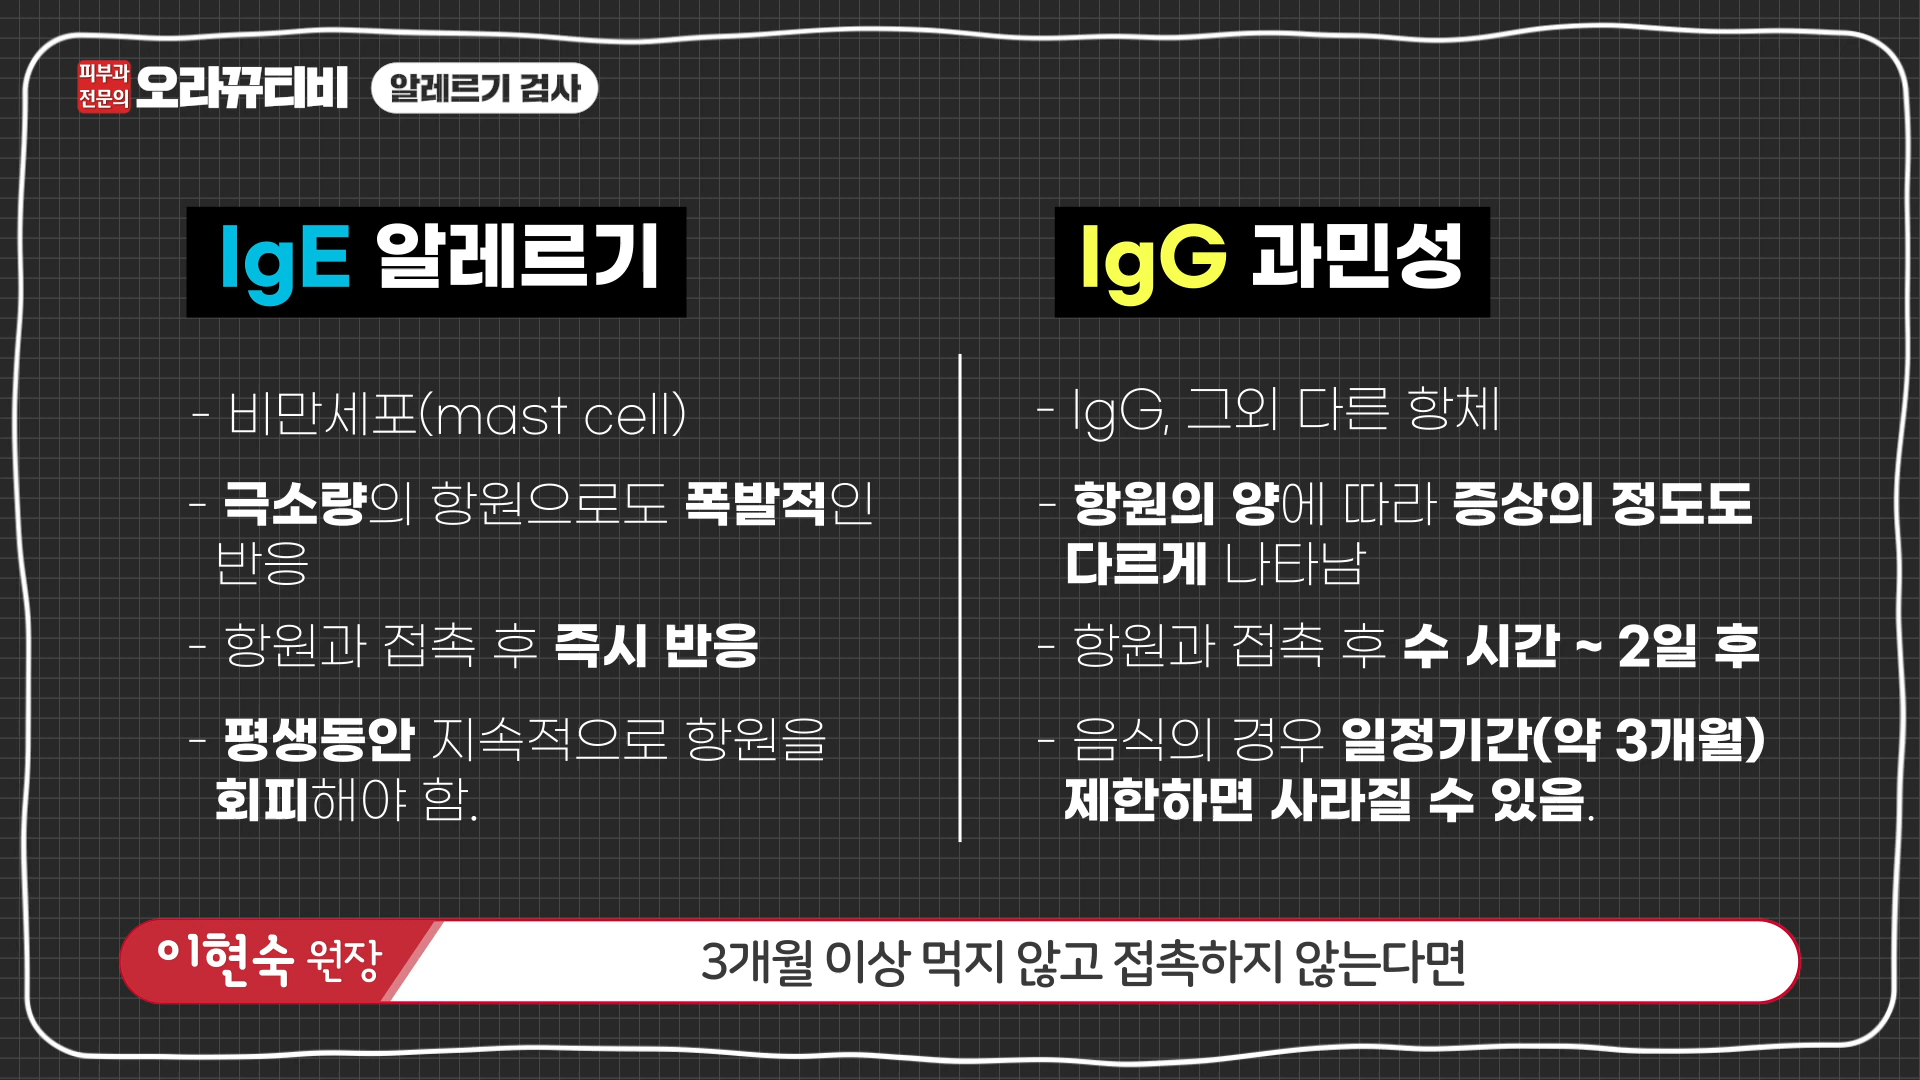 피부과
전문의
오라뀨티비
알레르기 검사
IgE 알레르기
- 비만세포(mast cell)
- 극소량의 항원으로도 폭발적인
반응
- 항원과 접촉 후 즉시 반응
- 평생동안 지속적으로 항원을
회피해야 함.
IgG 과민성
- IgG, 그외 다른 항체
- 항원의 양에 따라 증상의 정도도
다르게 나타남
- 항원과 접촉 후 수 시간 ~ 2일 후
- 음식의 경우 일정기간(약 3개월)
제한하면 사라질 수 있음.
이현숙 원장
3개월 이상 먹지 않고 접촉하지 않는다면